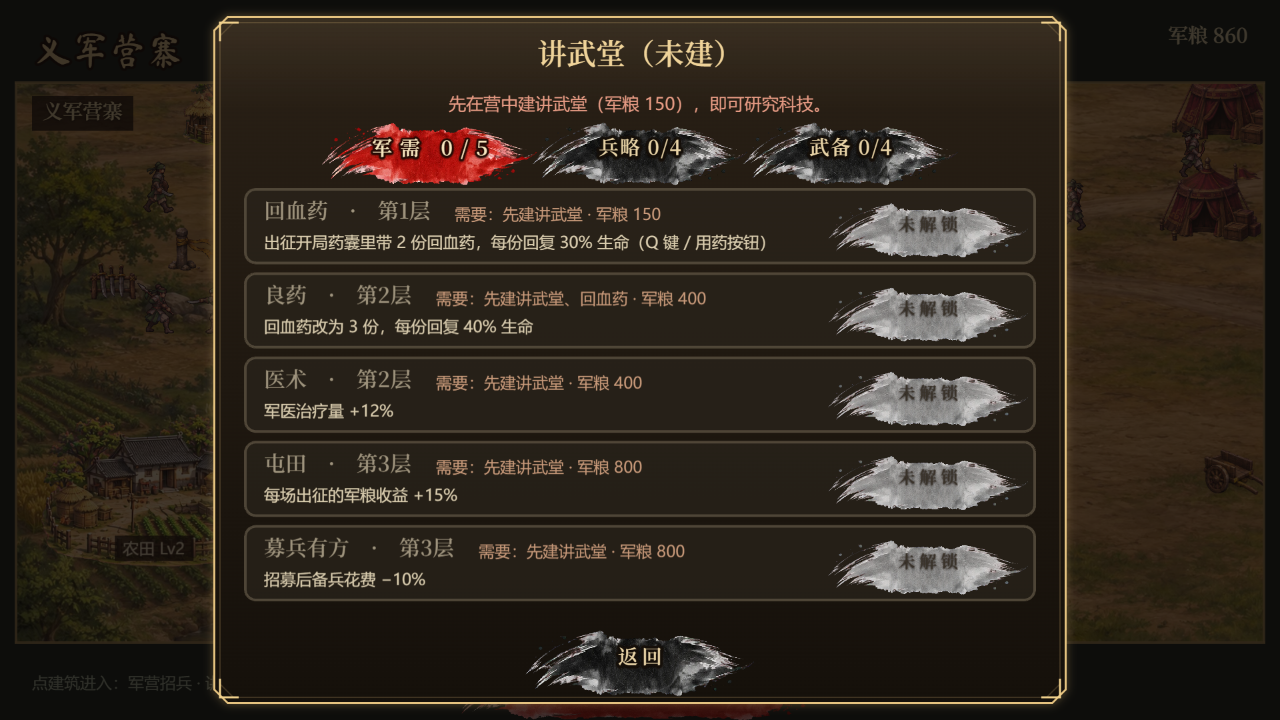 义军营寨
军粮 860
义军营寨
讲武堂（未建）
先在营中建讲武堂（军粮 150），即可研究科技。
军需 0/5
兵略 0/4
武备 0/4
回血药 · 第1层 需要：先建讲武堂 · 军粮 150
出征开局药囊里带 2 份回血药，每份回复 30% 生命（Q 键 / 用药按钮）
未解锁
良药 · 第2层 需要：先建讲武堂、回血药 · 军粮 400
回血药改为 3 份，每份回复 40% 生命
未解锁
医术 · 第2层 需要：先建讲武堂 · 军粮 400
军医治疗量 +12%
未解锁
屯田 · 第3层 需要：先建讲武堂 · 军粮 800
每场出征的军粮收益 +15%
未解锁
募兵有方 · 第3层 需要：先建讲武堂 · 军粮 800
招募后备兵花费 −10%
未解锁
农田 Lv2
返回
点建筑进入：军营招兵 ·